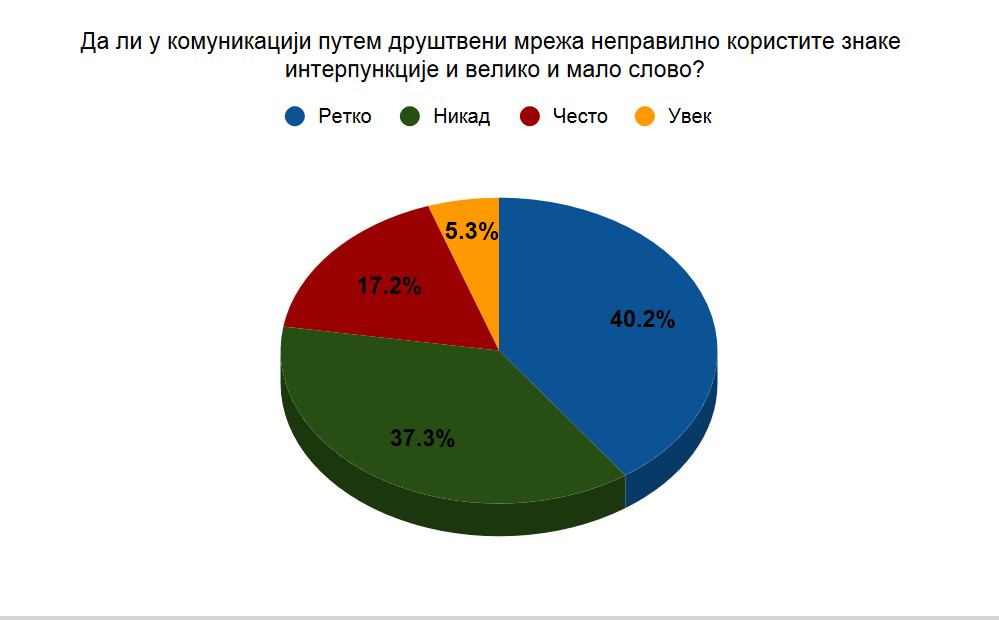 Да ли у комуникацији путем друштвени мрежа неправилно користите знаке
интерпункције и велико и мало слово?
Ретко Никад Често Увек
5.3%
17.2%
40.2%
37.3%